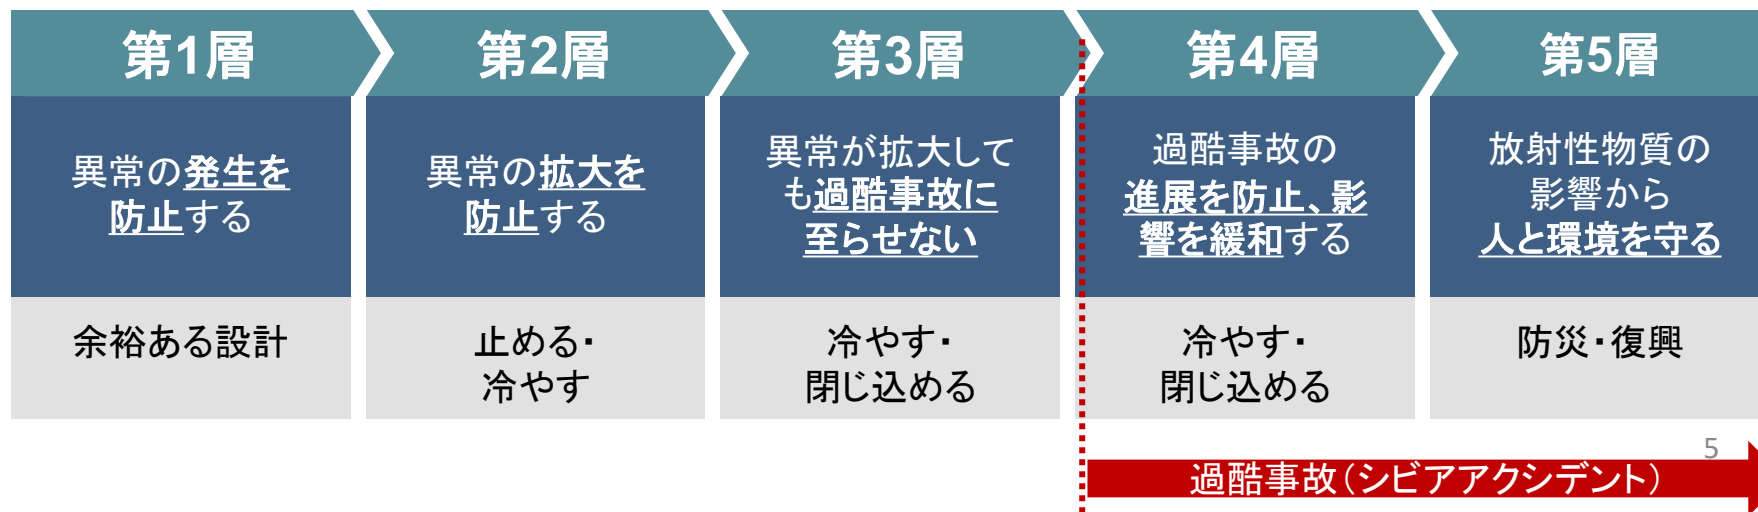 第1層
第2層
第3層
第4層
第5層
異常の発生を
防止する
異常の拡大を
防止する
異常が拡大して
も過酷事故に
至らせない
過酷事故の
進展を防止、影
響を緩和する
放射性物質の
影響から
人と環境を守る
余裕ある設計
止める・
冷やす
冷やす・
閉じ込める
冷やす・
閉じ込める
防災・復興
5
過酷事故(シビアアクシデント)